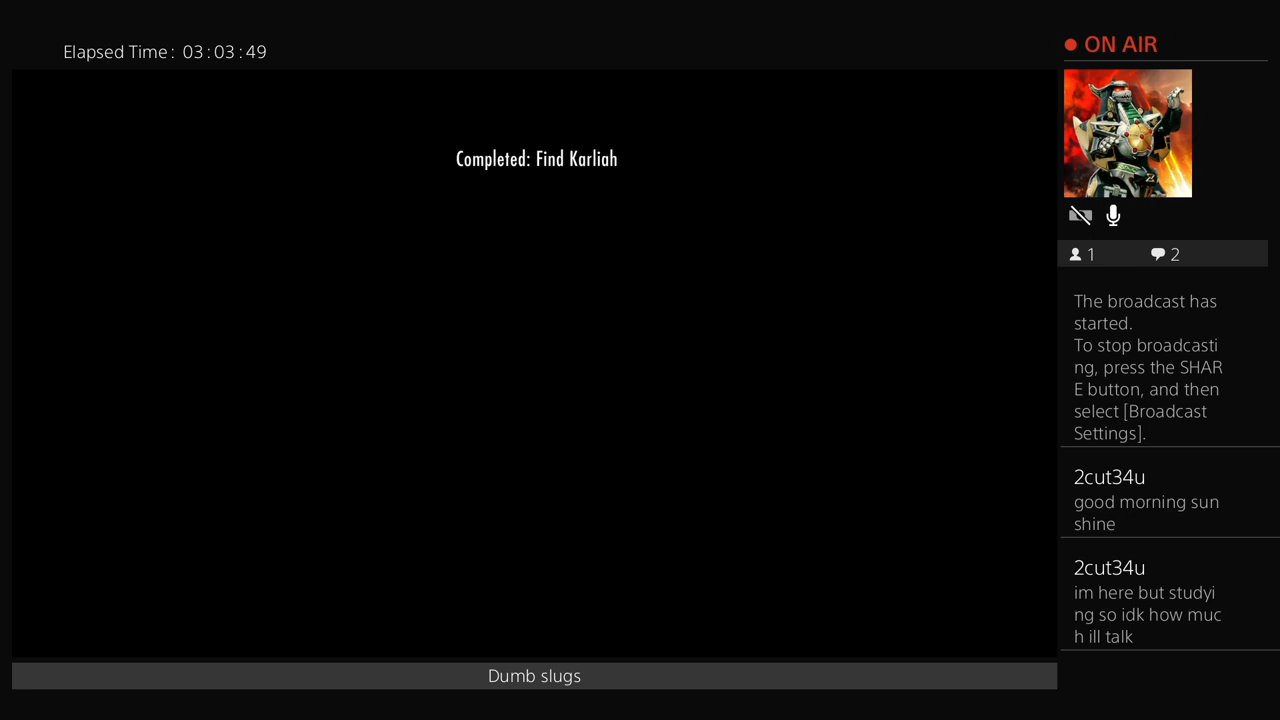 Elapsed Time: 03:03:49
ON AIR
Completed: Find Karliah
1
2
The broadcast has
started.
To stop broadcasti
ng, press the SHAR
E button, and then
select [Broadcast
Settings].
2cut34u
good morning sun
shine
2cut34u
im here but studyi
ng so idk how muc
h ill talk
Dumb slugs